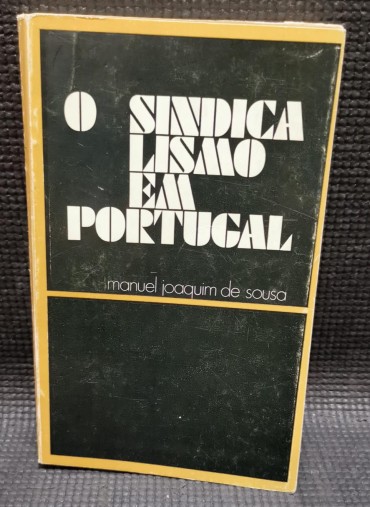 O SINDICA
LISMO
EM
PORTUGAL
manuel joaquim de sousa